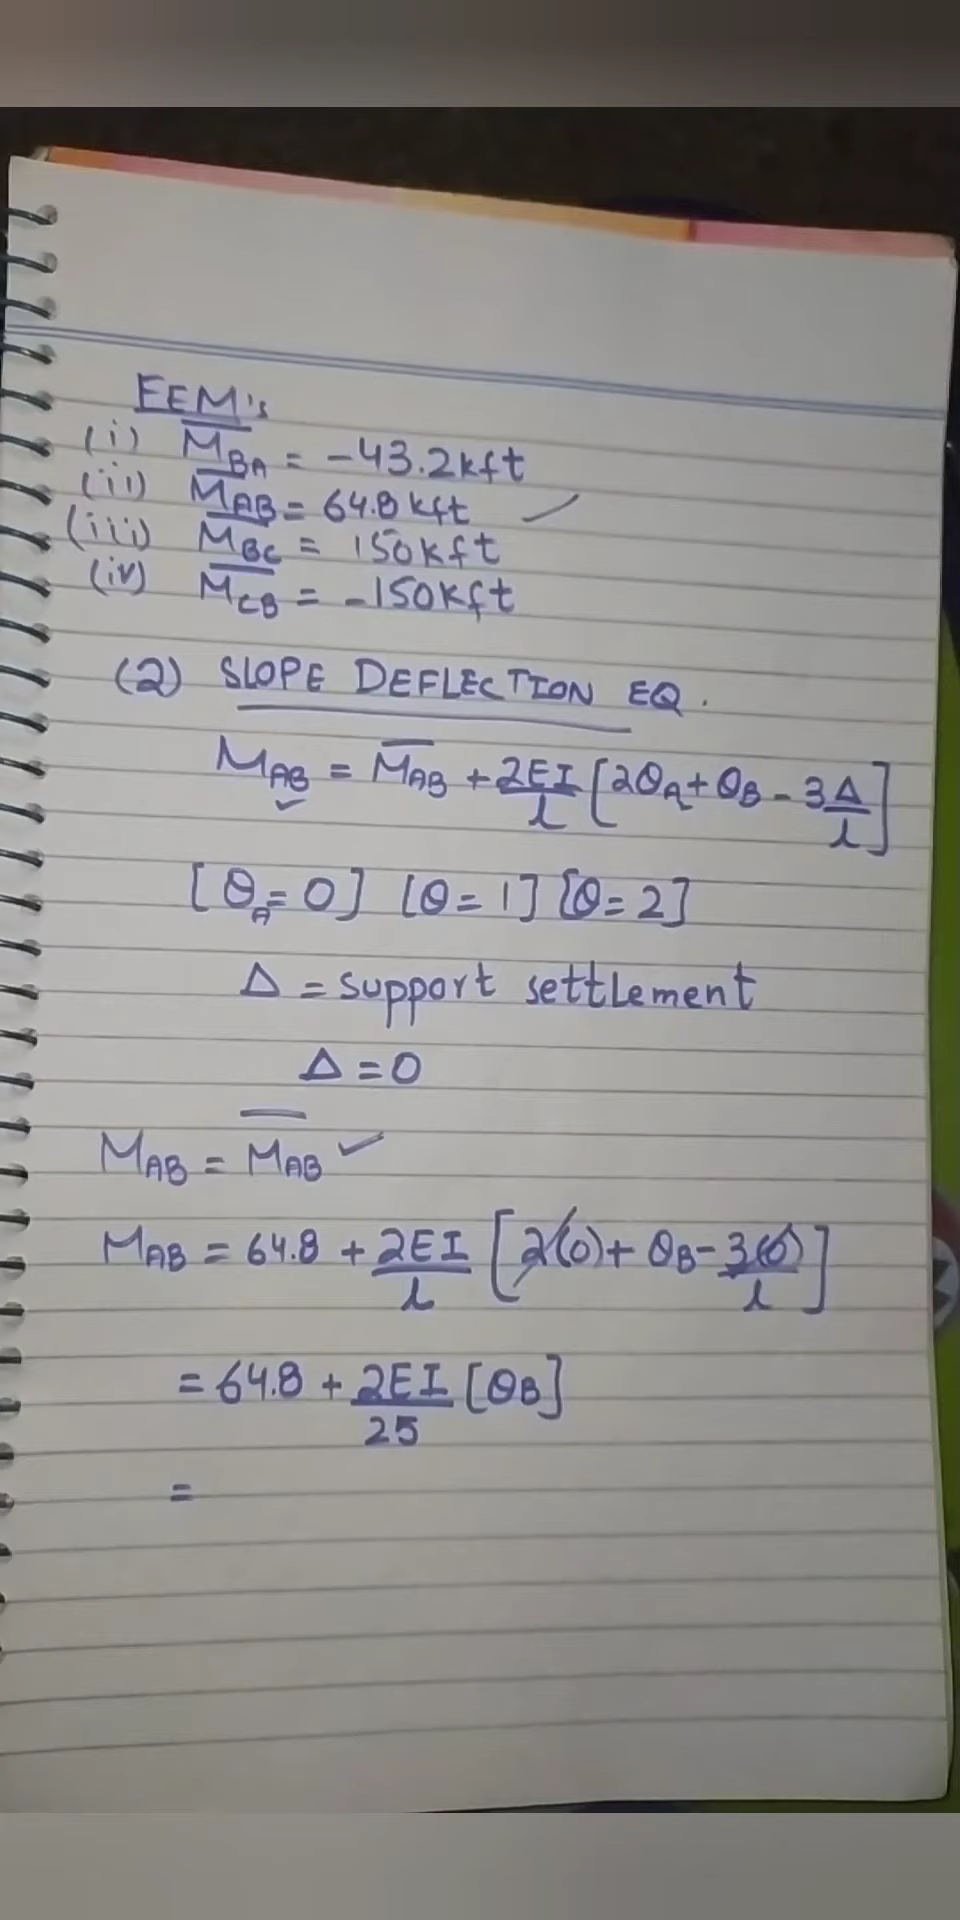 FEM's
(i) M̅BA = -43.2kft
(ii) M̅AB = 64.8kft
(iii) M̅BC = 150kft
(iv) M̅CB = -150kft
(2) SLOPE DEFLECTION EQ.
MAB = M̅AB + 2EI/l [2θA + θB - 3Δ/l]
[θA = 0] [θ = 1] [θ = 2]
Δ = support settlement
Δ = 0
MAB = M̅AB
MAB = 64.8 + 2EI/l [2(0) + θB - 3(0)/l]
= 64.8 + 2EI/25 [θB]
=